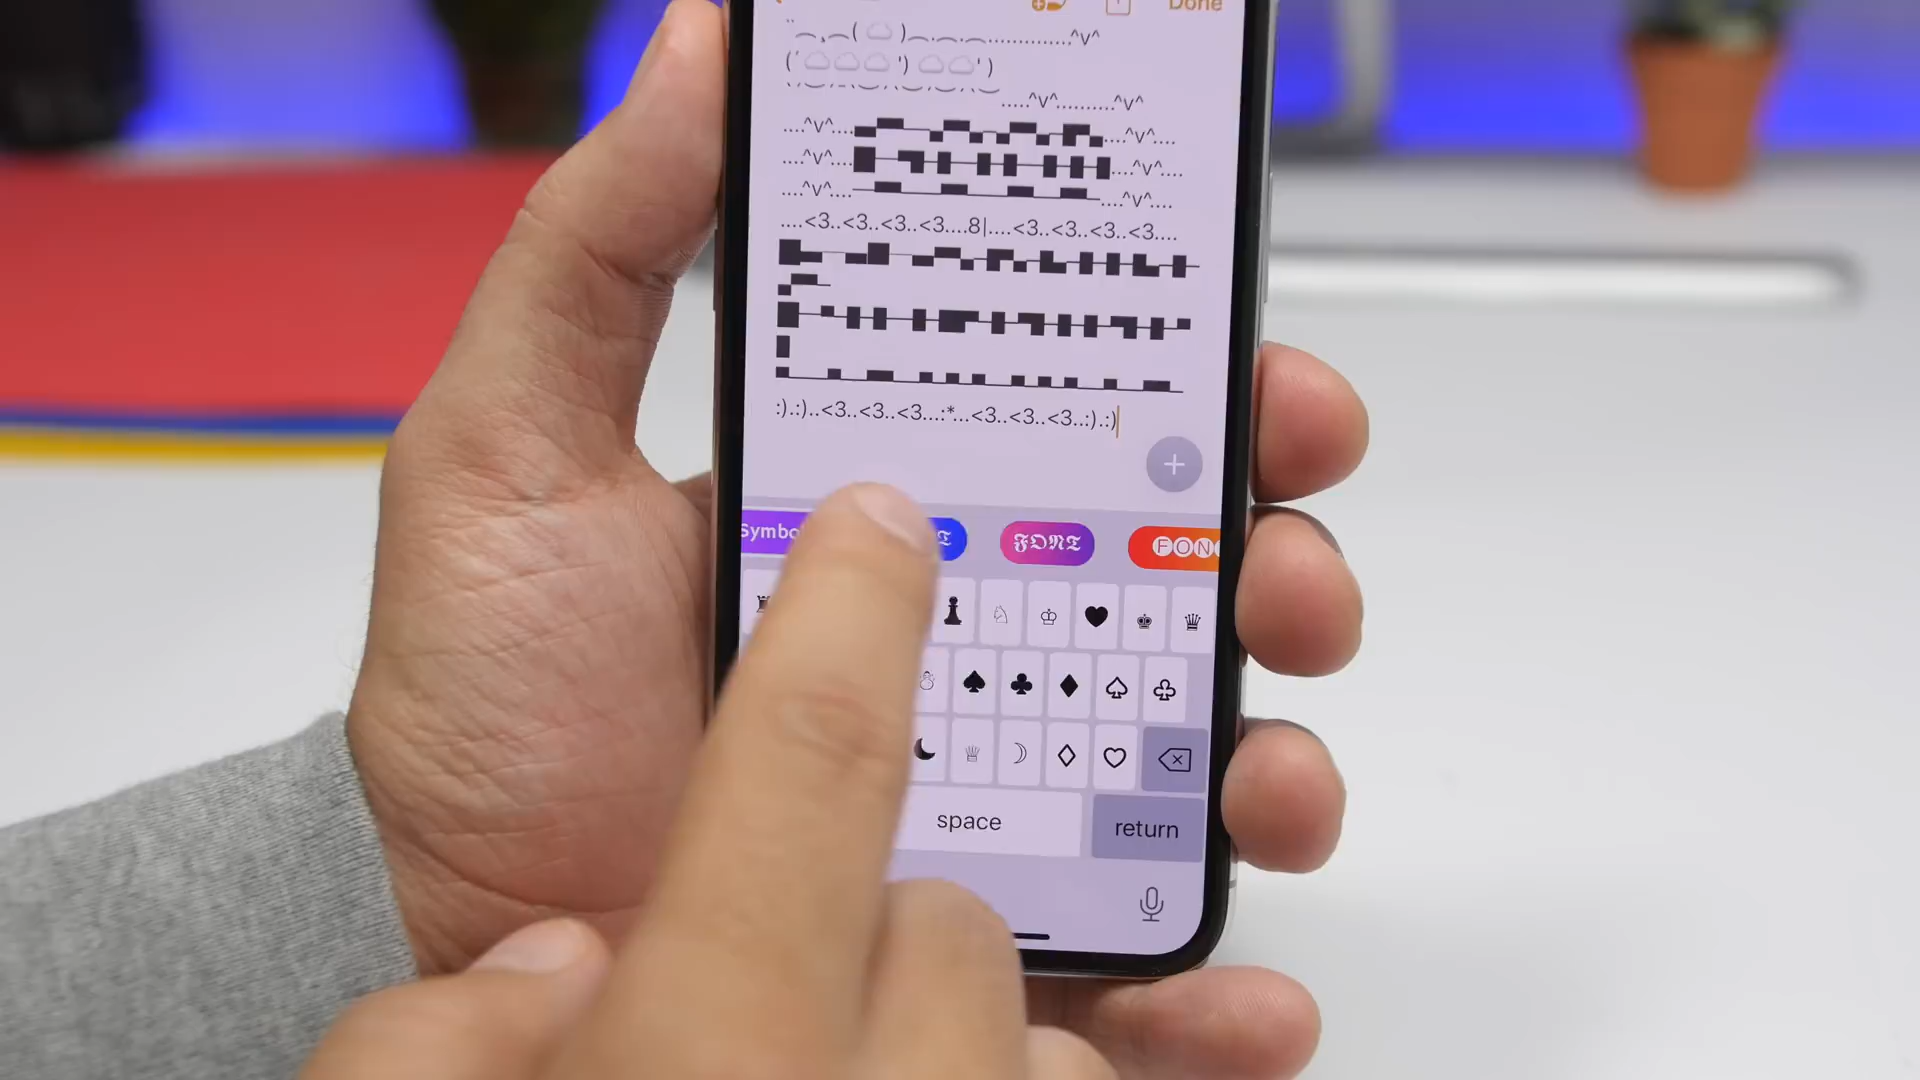 Done
¨︵,︵( ☁ )︵.︵.︵.............^v^
(´☁☁☁ ') ☁☁' )
.....^v^..........^v^
....^v^.... ....^v^....
....^v^.... ....^v^....
....^v^.... ....^v^....
....<3..<3..<3..<3....8|....<3..<3..<3..<3....
:).:)..<3..<3..<3...:*...<3..<3..<3..:).:)
𝕱𝕺𝕹𝕿 ⒻⓄⓃ
♟ ♘ ♔ ♥ ♚ ♛
☃ ♠ ♣ ♦ ♤ ♧
☾ ♕ ☽ ♢ ♡
space return